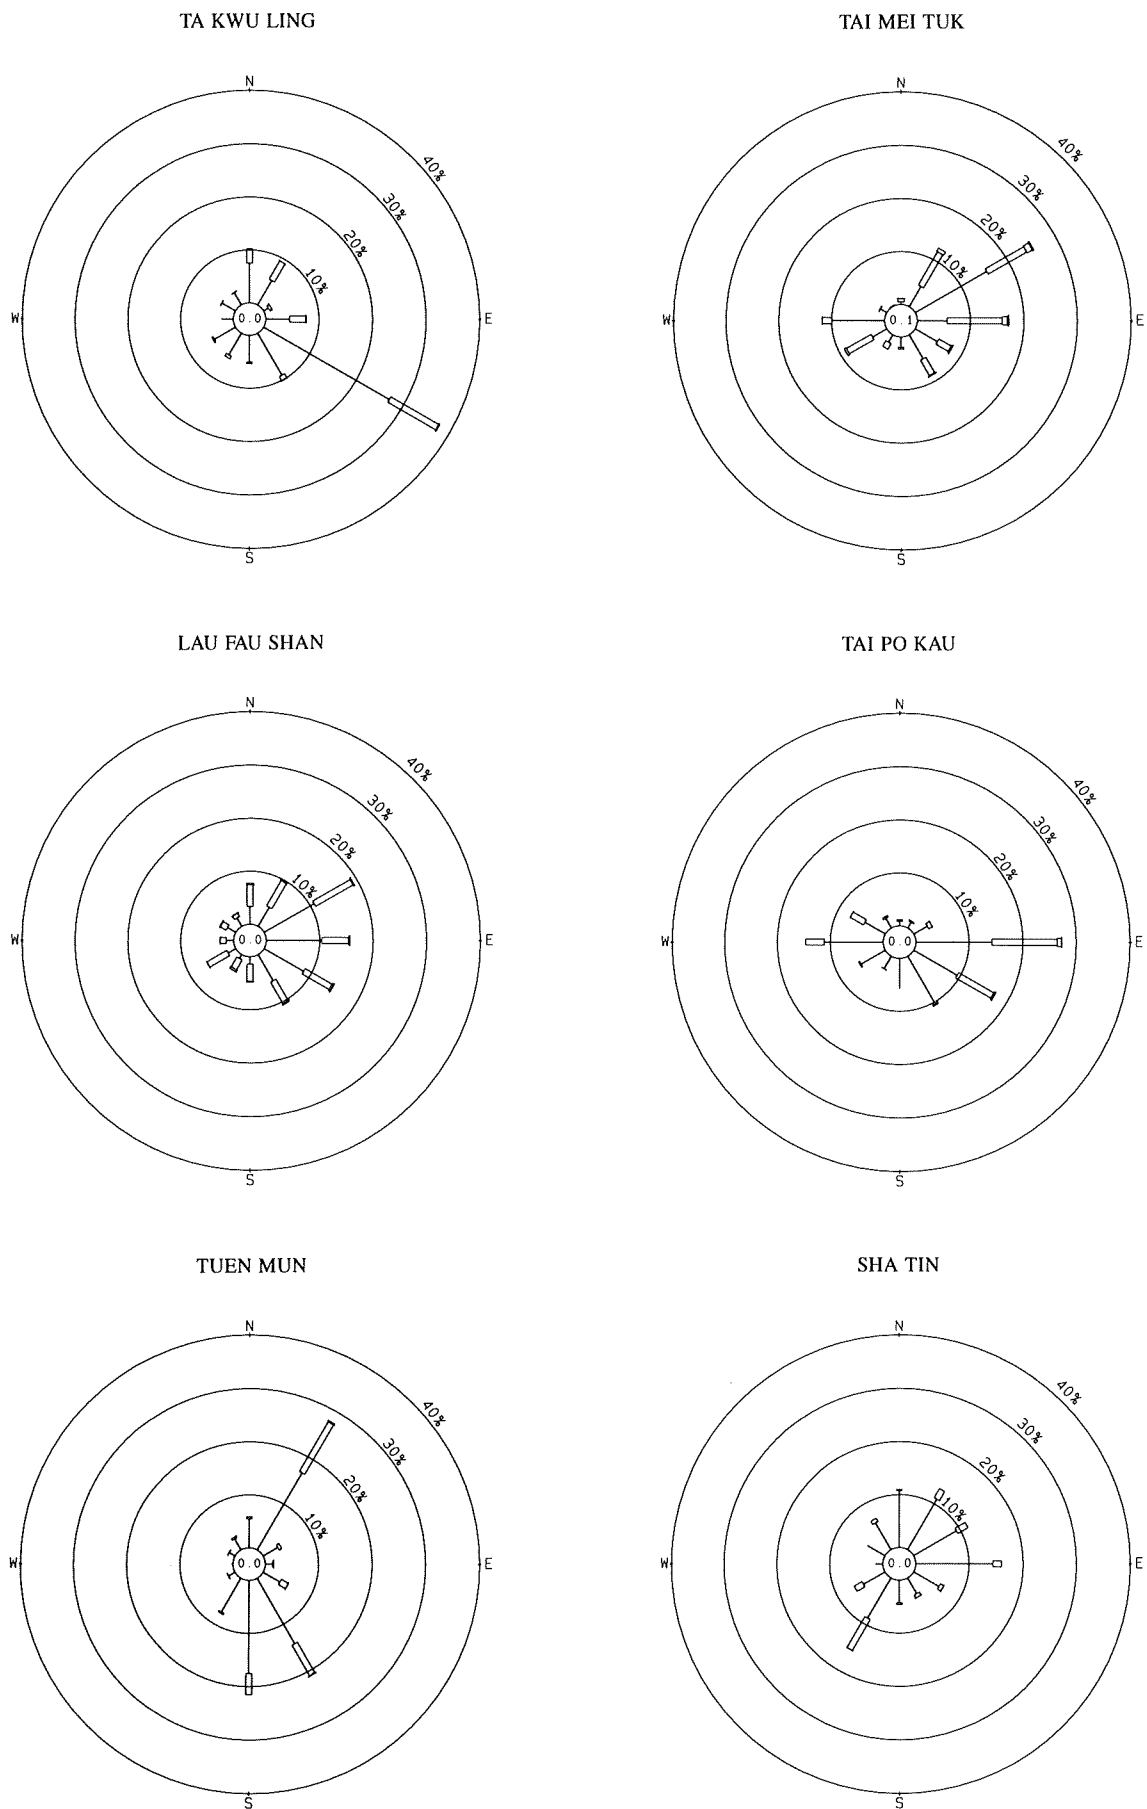 TA KWU LING
TAI MEI TUK
N
40%
30%
20%
10%
W
0.0
E
S
N
40%
30%
20%
10%
W
0.1
E
S
LAU FAU SHAN
TAI PO KAU
N
40%
30%
20%
10%
W
0.0
E
S
N
40%
30%
20%
10%
W
0.0
E
S
TUEN MUN
SHA TIN
N
40%
30%
20%
10%
W
0.0
E
S
N
40%
30%
20%
10%
W
0.0
E
S